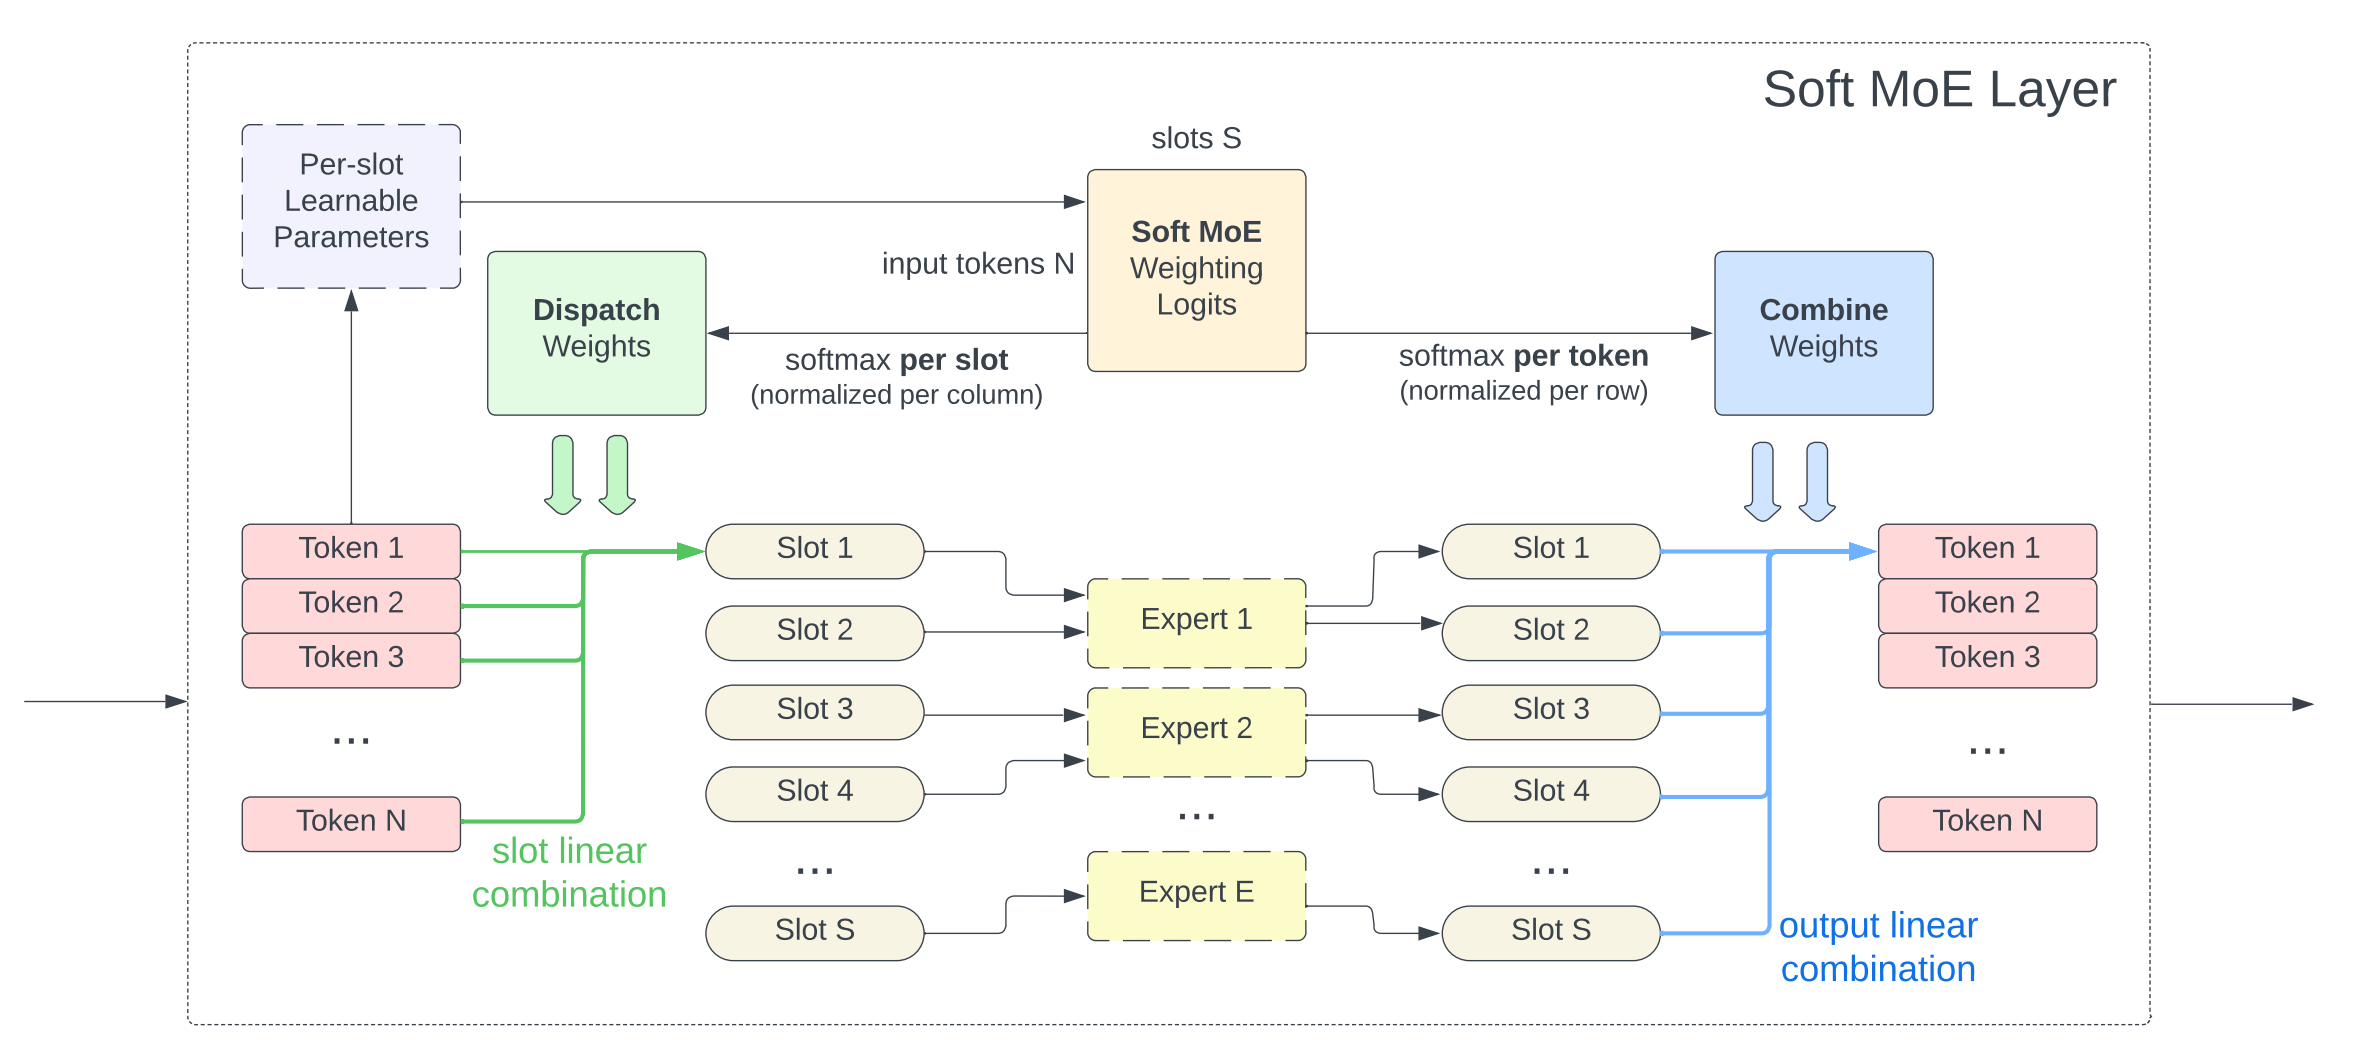 Soft MoE Layer
Per-slot
Learnable
Parameters
slots S
input tokens N
Soft MoE
Weighting
Logits
Dispatch
Weights
softmax per slot
(normalized per column)
softmax per token
(normalized per row)
Combine
Weights
Token 1
Token 2
Token 3
...
Token N
slot linear
combination
Slot 1
Slot 2
Slot 3
Slot 4
...
Slot S
Expert 1
Expert 2
...
Expert E
Slot 1
Slot 2
Slot 3
Slot 4
...
Slot S
output linear
combination
Token 1
Token 2
Token 3
...
Token N